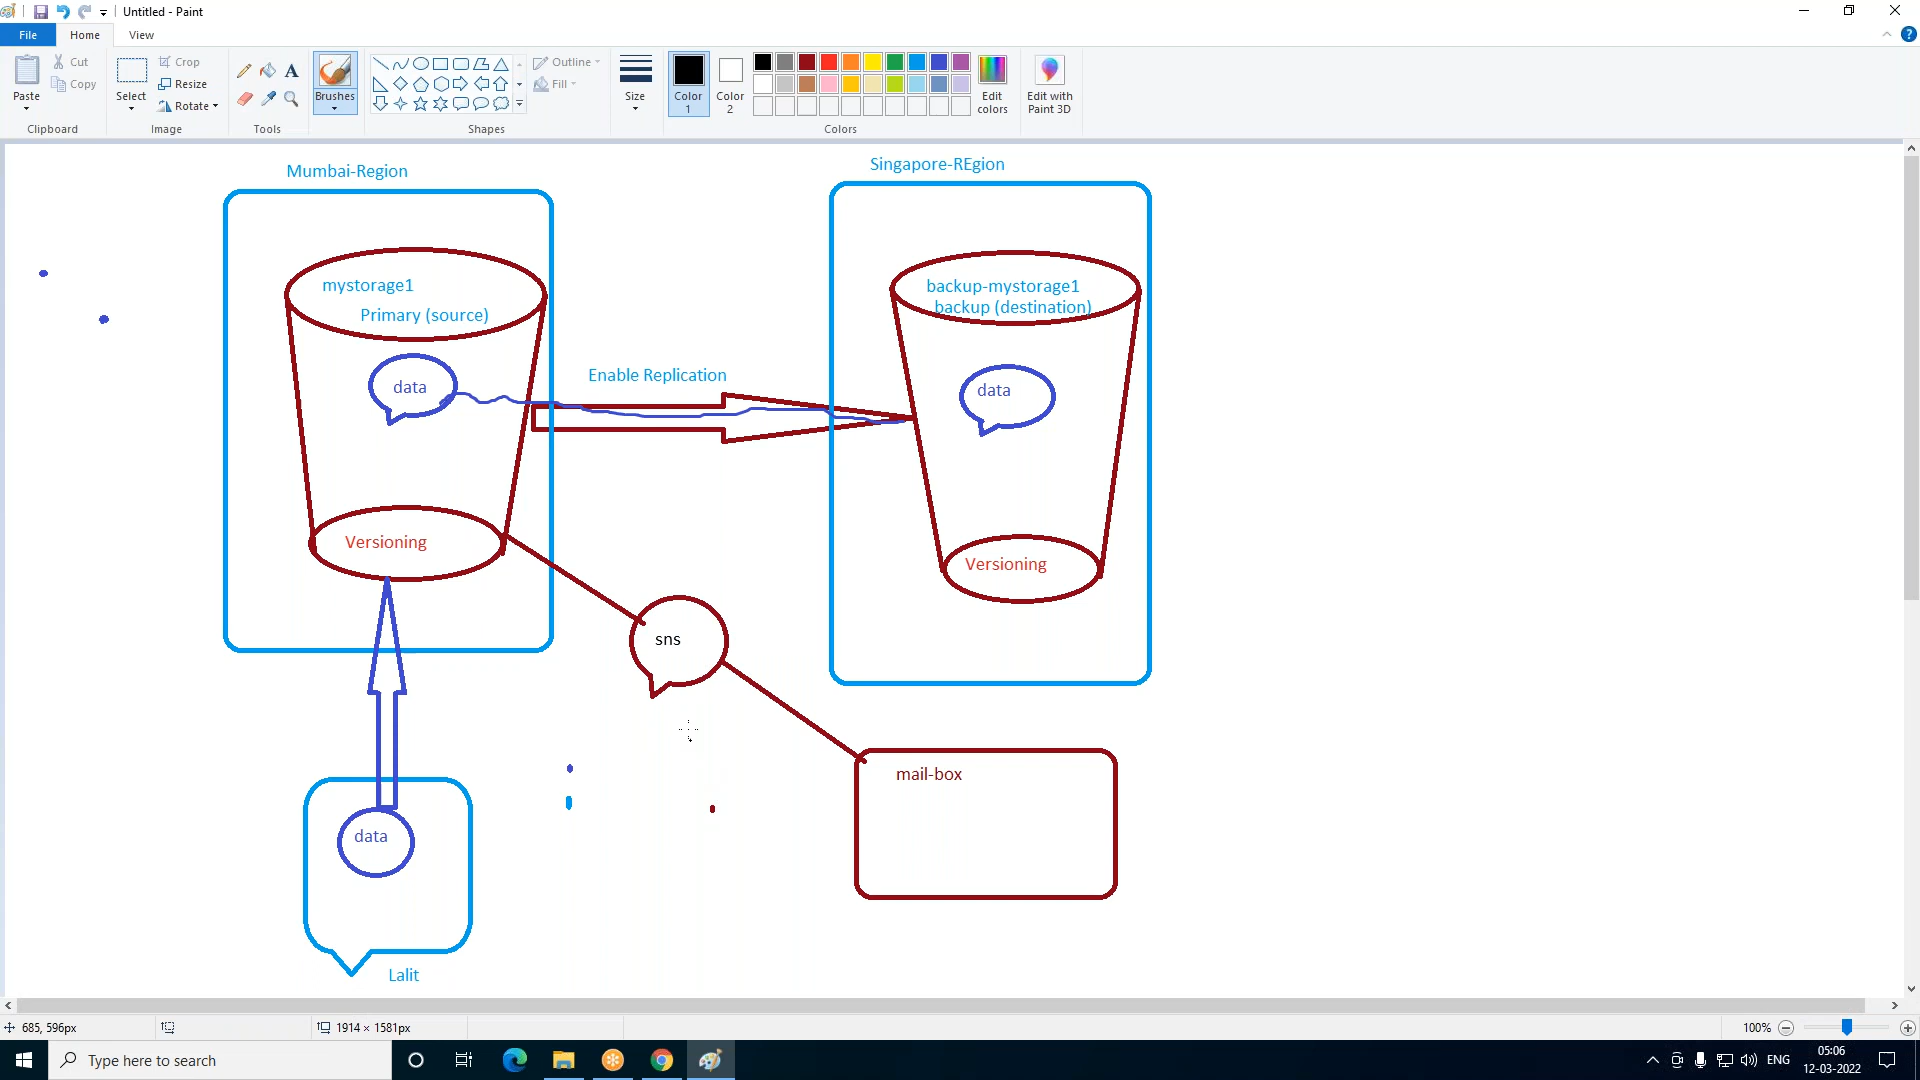 Untitled - Paint
File
Home
View
Paste
Cut
Copy
Clipboard
Select
Crop
Resize
Rotate
Image
A
Tools
Brushes
Shapes
Outline
Fill
Size
Color
1
Color
2
Edit
colors
Colors
Edit with
Paint 3D
Mumbai-Region
Singapore-REgion
mystorage1
Primary (source)
backup-mystorage1
backup (destination)
data
Enable Replication
data
Versioning
Versioning
sns
mail-box
data
Lalit
685, 596px
1914 × 1581px
100%
Type here to search
ENG
05:06
12-03-2022